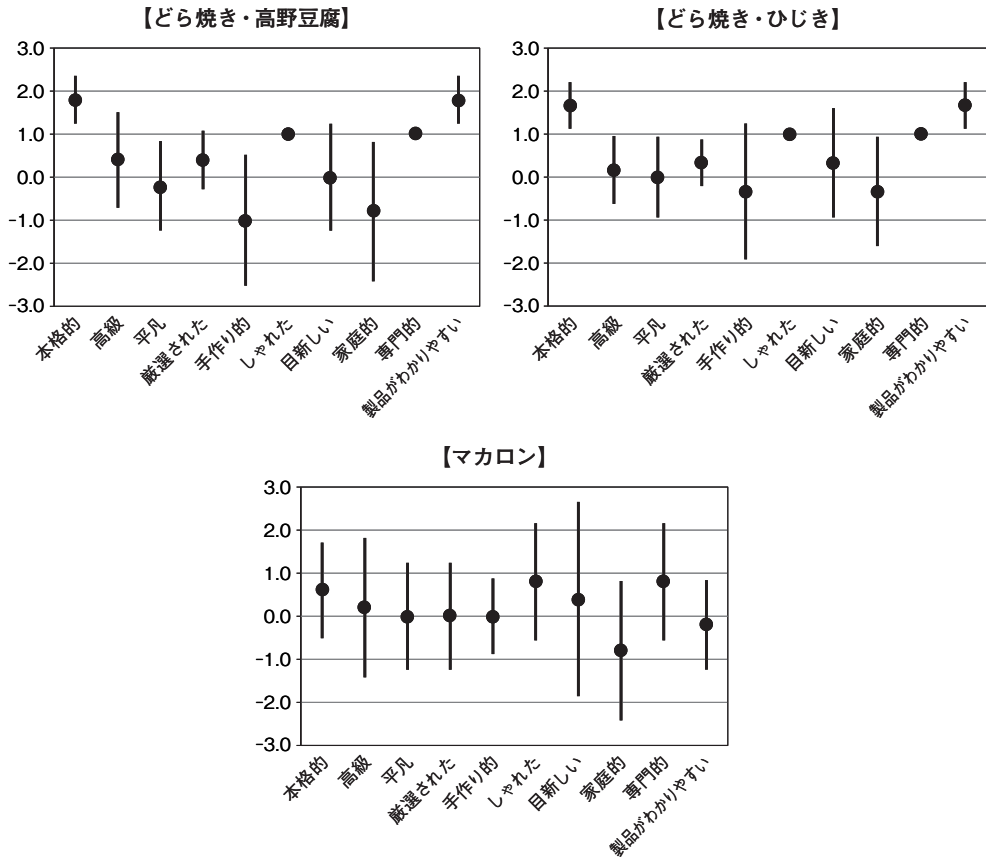 【どら焼き・高野豆腐】
3.0
2.0
1.0
0.0
-1.0
-2.0
-3.0
本格的
高級
平凡
厳選された
手作り的
しゃれた
目新しい
家庭的
専門的
製品がわかりやすい
【どら焼き・ひじき】
3.0
2.0
1.0
0.0
-1.0
-2.0
-3.0
本格的
高級
平凡
厳選された
手作り的
しゃれた
目新しい
家庭的
専門的
製品がわかりやすい
【マカロン】
3.0
2.0
1.0
0.0
-1.0
-2.0
-3.0
本格的
高級
平凡
厳選された
手作り的
しゃれた
目新しい
家庭的
専門的
製品がわかりやすい